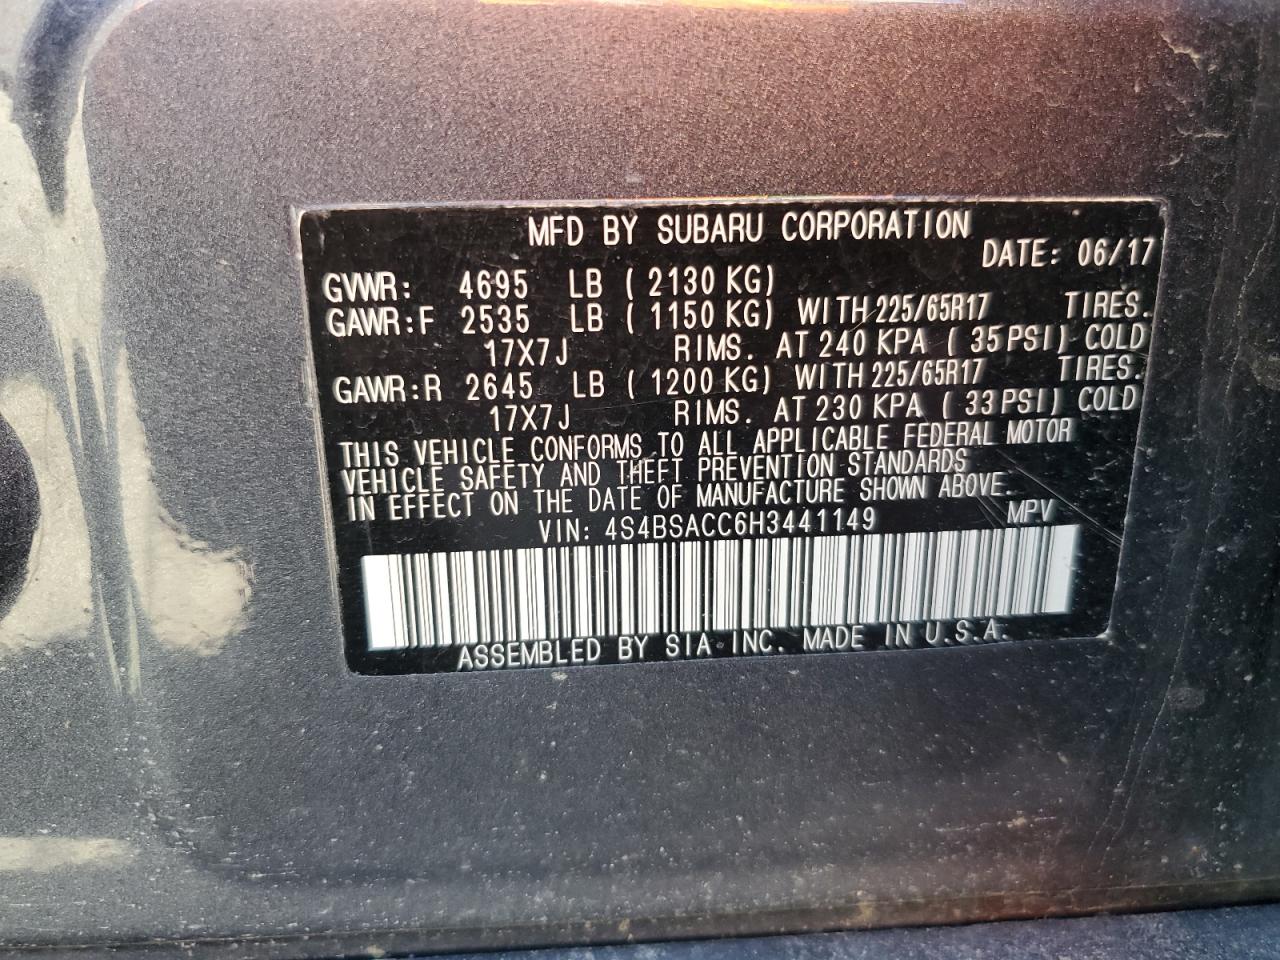 MFD BY SUBARU CORPORATION
DATE: 06/17
GVWR: 4695 LB ( 2130 KG)
GAWR:F 2535 LB ( 1150 KG) WITH 225/65R17 TIRES.
17X7J RIMS. AT 240 KPA ( 35 PSI) COLD
GAWR:R 2645 LB ( 1200 KG) WITH 225/65R17 TIRES.
17X7J RIMS. AT 230 KPA ( 33 PSI) COLD
THIS VEHICLE CONFORMS TO ALL APPLICABLE FEDERAL MOTOR
VEHICLE SAFETY AND THEFT PREVENTION STANDARDS
IN EFFECT ON THE DATE OF MANUFACTURE SHOWN ABOVE.
VIN: 4S4BSACC6H3441149 MPV
ASSEMBLED BY SIA INC. MADE IN U.S.A.